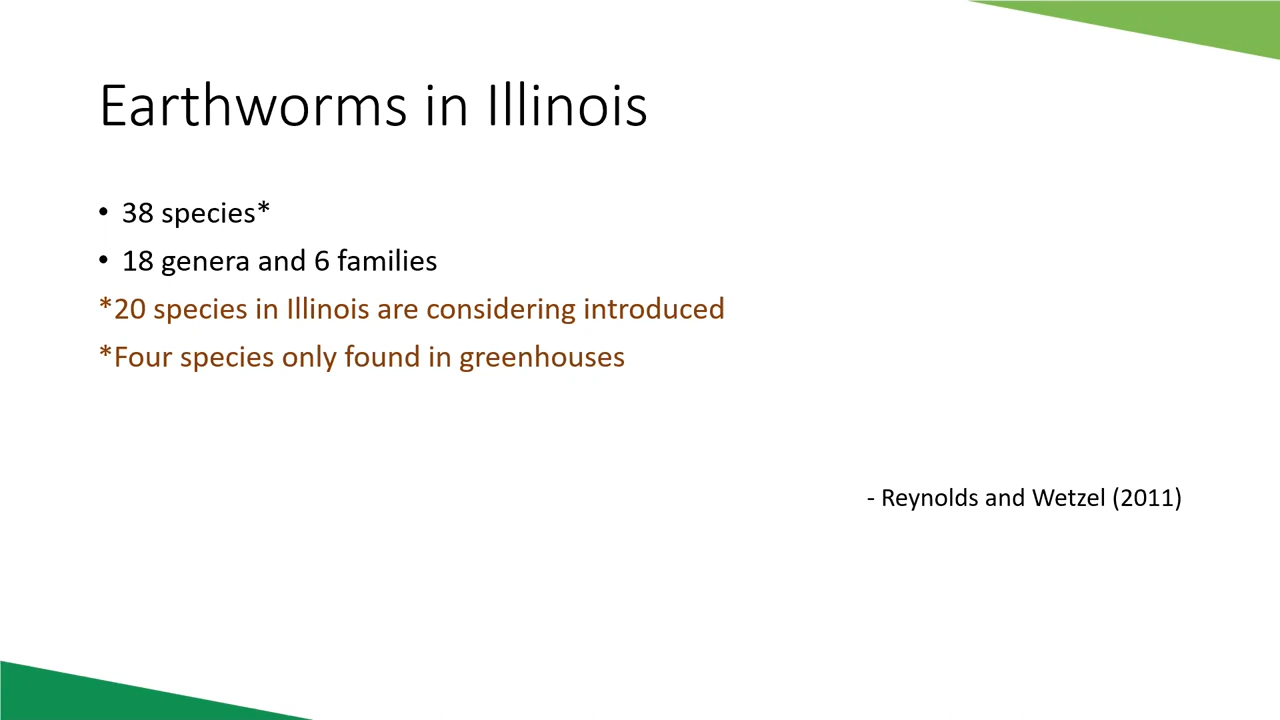 Earthworms in Illinois
• 38 species*
• 18 genera and 6 families
*20 species in Illinois are considering introduced
*Four species only found in greenhouses
- Reynolds and Wetzel (2011)